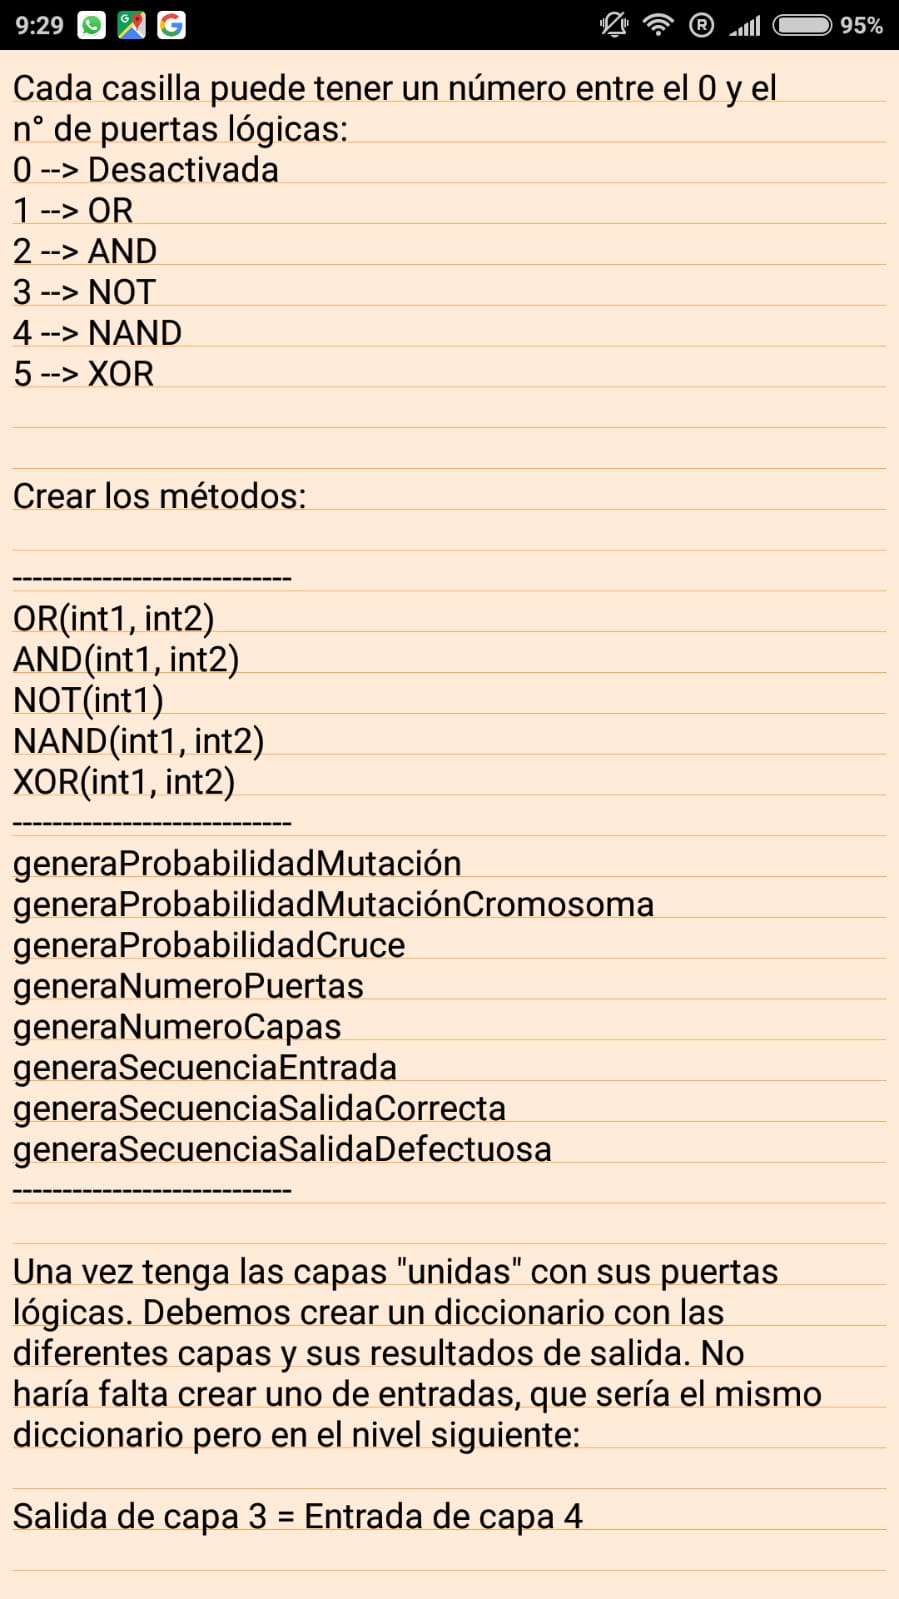 9:29
95%
Cada casilla puede tener un número entre el 0 y el
n° de puertas lógicas:
0 --> Desactivada
1 --> OR
2 --> AND
3 --> NOT
4 --> NAND
5 --> XOR
Crear los métodos:
----------------------------
OR(int1, int2)
AND(int1, int2)
NOT(int1)
NAND(int1, int2)
XOR(int1, int2)
----------------------------
generaProbabilidadMutación
generaProbabilidadMutaciónCromosoma
generaProbabilidadCruce
generaNumeroPuertas
generaNumeroCapas
generaSecuenciaEntrada
generaSecuenciaSalidaCorrecta
generaSecuenciaSalidaDefectuosa
----------------------------
Una vez tenga las capas "unidas" con sus puertas
lógicas. Debemos crear un diccionario con las
diferentes capas y sus resultados de salida. No
haría falta crear uno de entradas, que sería el mismo
diccionario pero en el nivel siguiente:
Salida de capa 3 = Entrada de capa 4